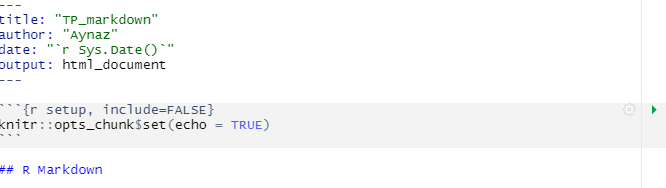 ---
title: "TP_markdown"
author: "Aynaz"
date: "`r Sys.Date()`"
output: html_document
---
```{r setup, include=FALSE}
knitr::opts_chunk$set(echo = TRUE)
```
## R Markdown